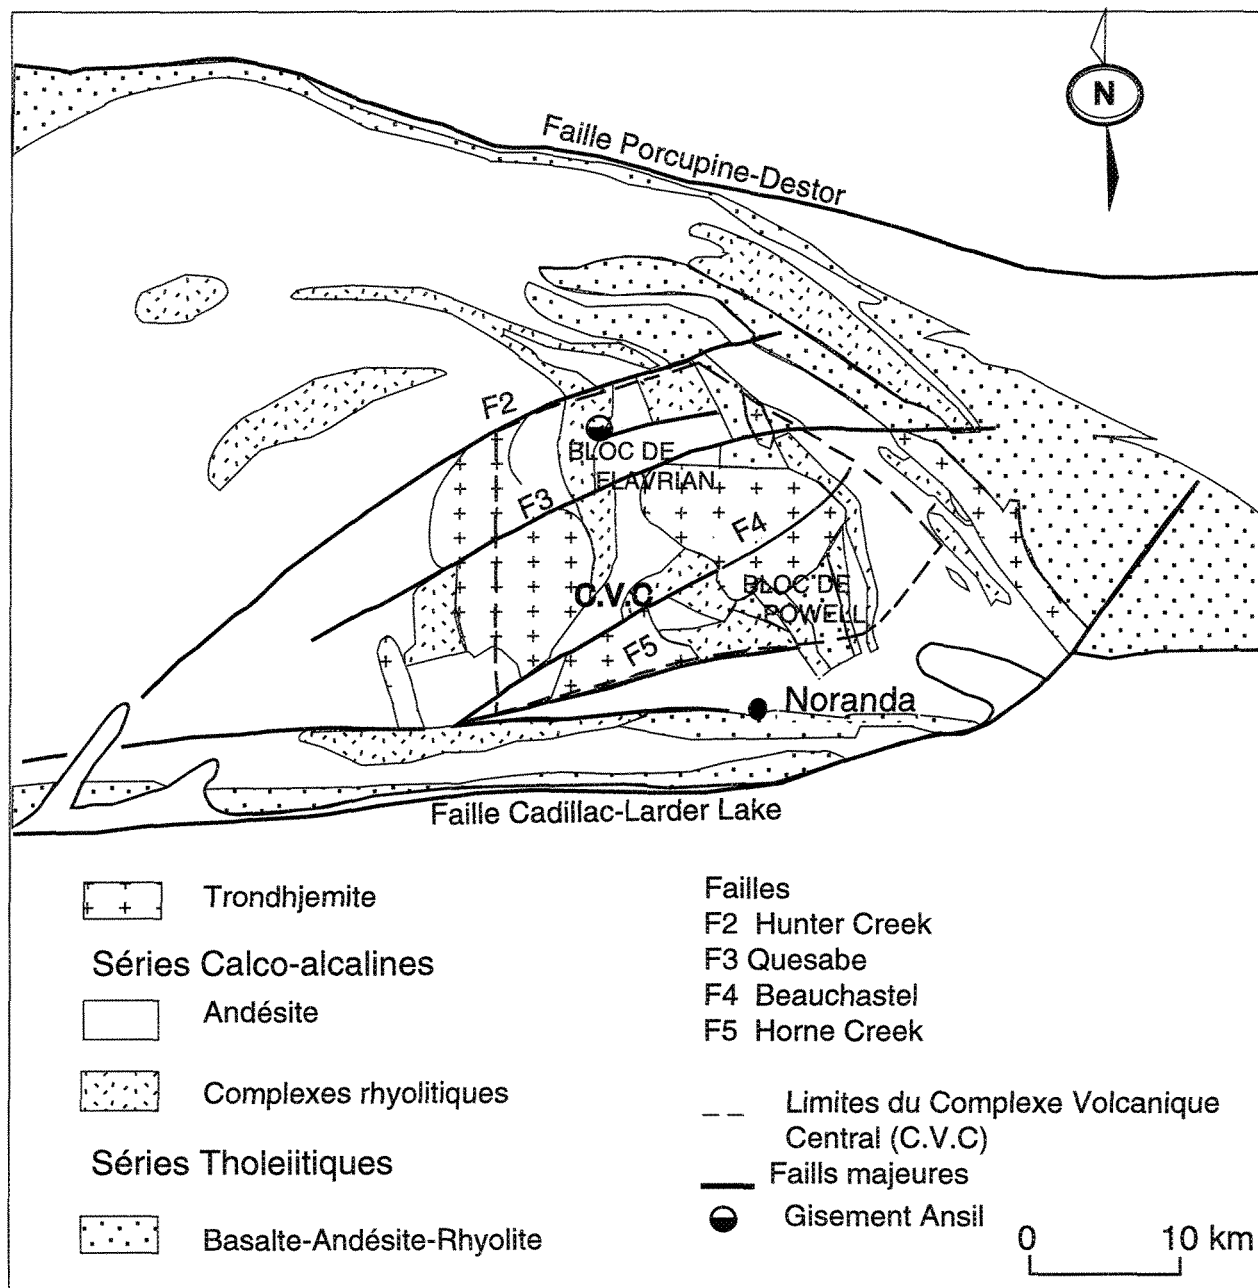 N
Faille Porcupine-Destor
F2
BLOC DE
FLAVRIAN
F3
F4
C.V.C
BLOC DE
POWELL
F5
Noranda
Faille Cadillac-Larder Lake
Trondhjemite
Séries Calco-alcalines
Andésite
Complexes rhyolitiques
Séries Tholeiitiques
Basalte-Andésite-Rhyolite
Failles
F2 Hunter Creek
F3 Quesabe
F4 Beauchastel
F5 Horne Creek
Limites du Complexe Volcanique
Central (C.V.C)
Faills majeures
Gisement Ansil
0 10 km